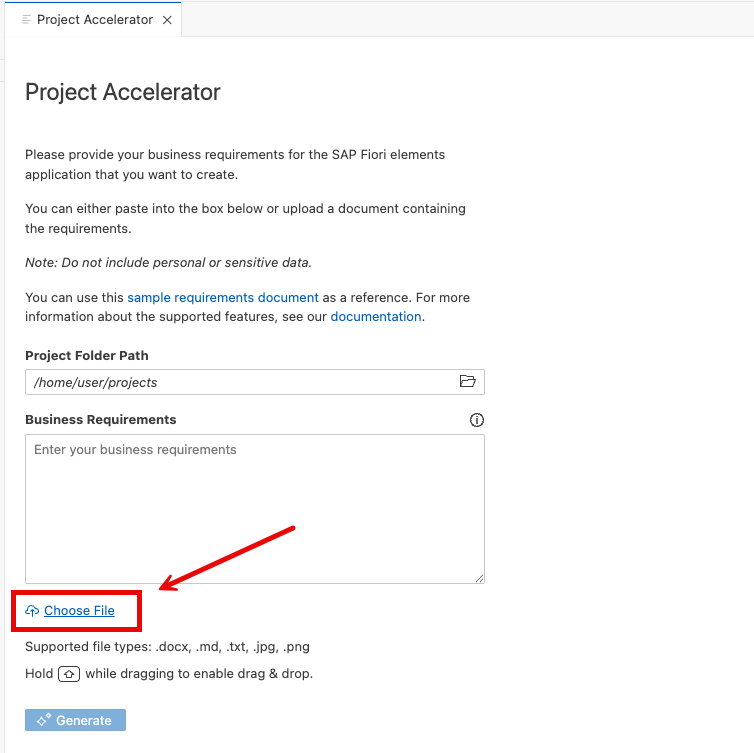 Project Accelerator
Project Accelerator
Please provide your business requirements for the SAP Fiori elements
application that you want to create.
You can either paste into the box below or upload a document containing
the requirements.
Note: Do not include personal or sensitive data.
You can use this sample requirements document as a reference. For more
information about the supported features, see our documentation.
Project Folder Path
/home/user/projects
Business Requirements
Enter your business requirements
Choose File
Supported file types: .docx, .md, .txt, .jpg, .png
Hold while dragging to enable drag & drop.
Generate